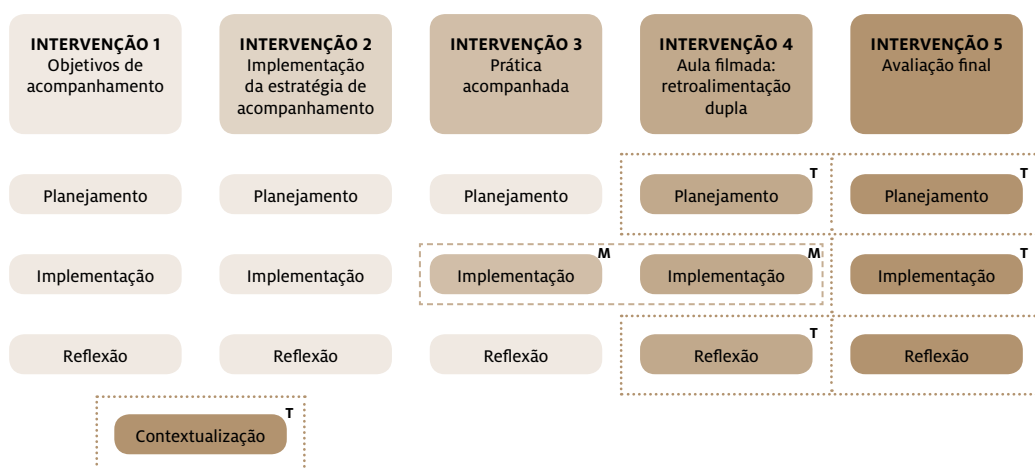 INTERVENÇÃO 1
Objetivos de
acompanhamento
INTERVENÇÃO 2
Implementação
da estratégia de
acompanhamento
INTERVENÇÃO 3
Prática
acompanhada
INTERVENÇÃO 4
Aula filmada:
retroalimentação
dupla
INTERVENÇÃO 5
Avaliação final
Planejamento
Planejamento
Planejamento
Planejamento
T
Planejamento
T
Implementação
Implementação
Implementação
M
Implementação
M
Implementação
T
Reflexão
Reflexão
Reflexão
Reflexão
T
Reflexão
Contextualização
T